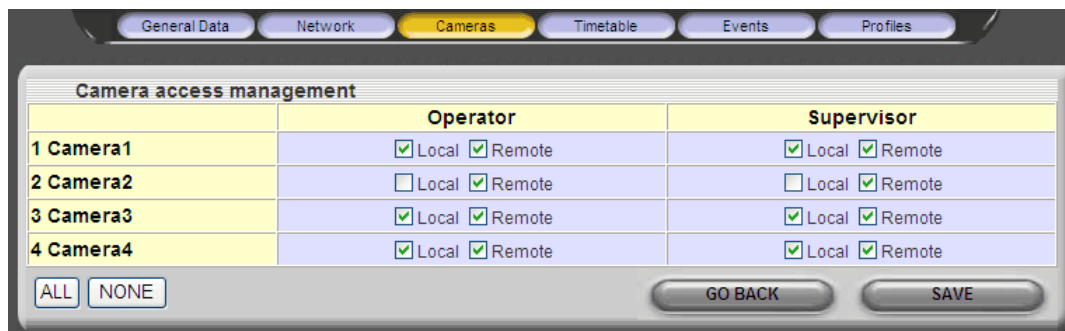 General Data Network Cameras Timetable Events Profiles
Camera access management
Operator Supervisor
1 Camera1 Local Remote Local Remote
2 Camera2 Local Remote Local Remote
3 Camera3 Local Remote Local Remote
4 Camera4 Local Remote Local Remote
ALL NONE GO BACK SAVE